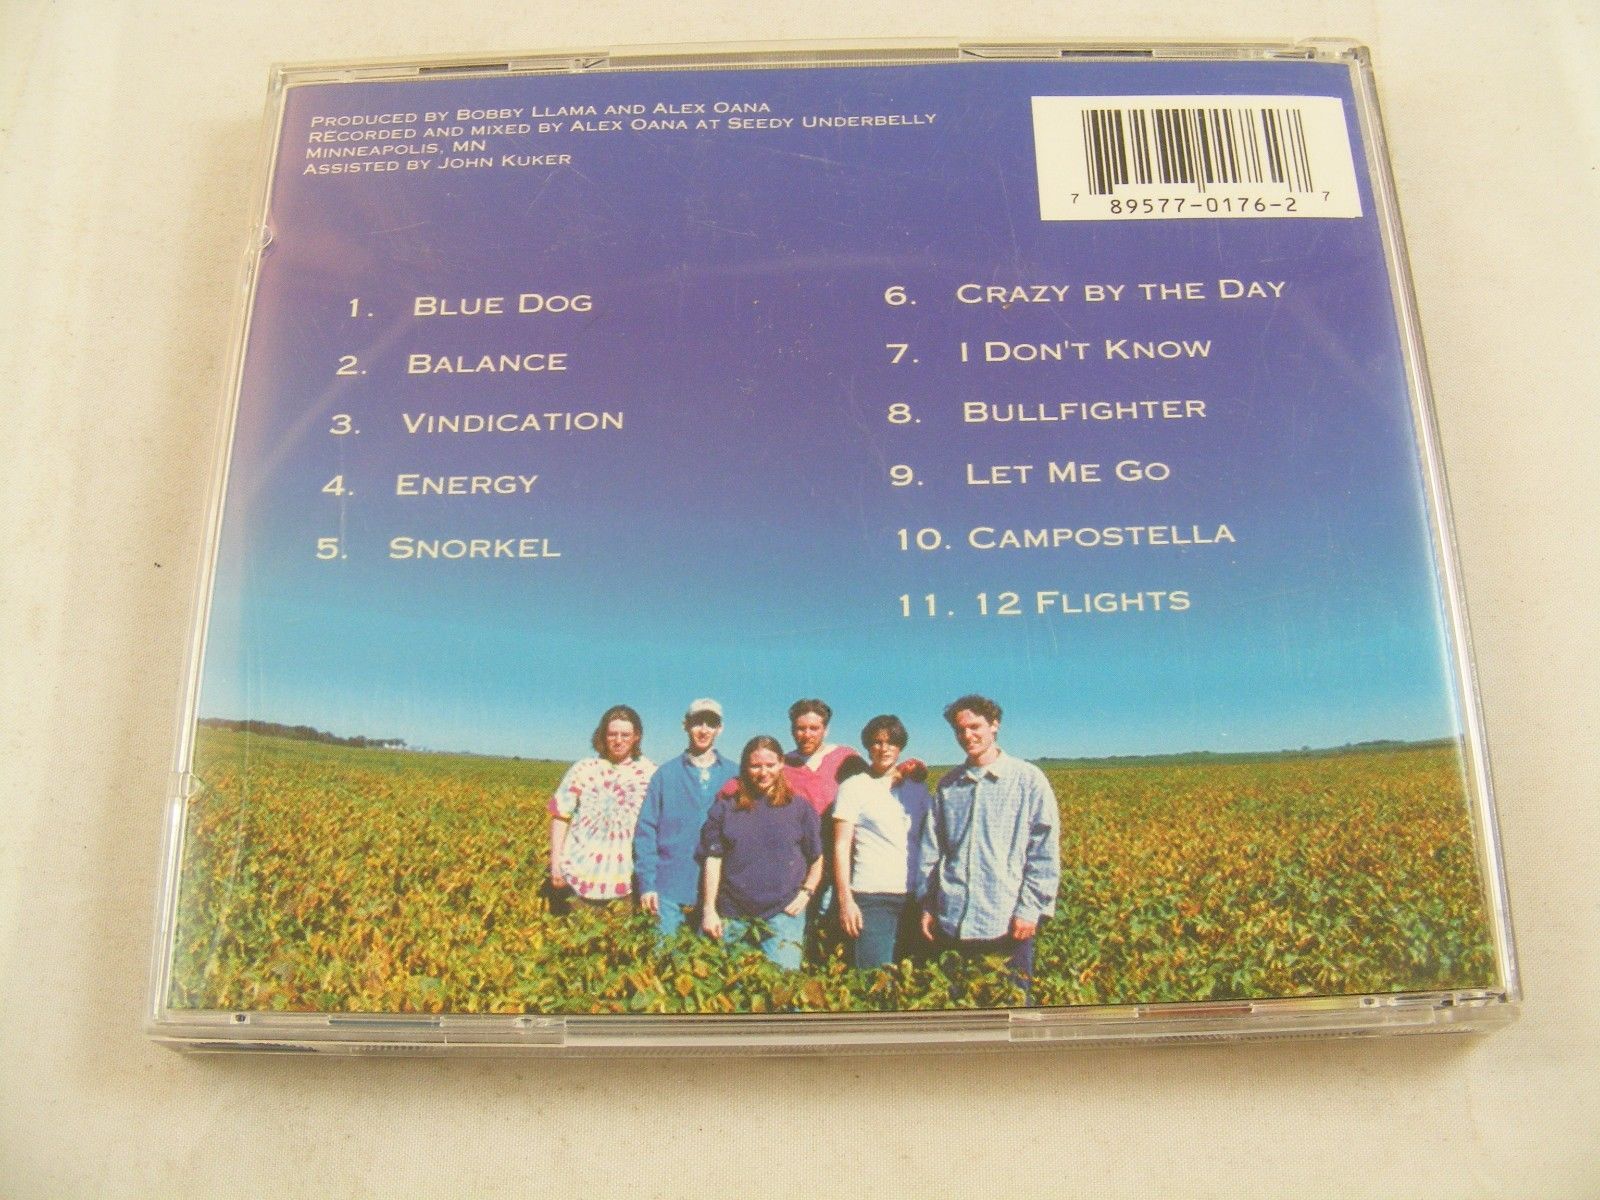 PRODUCED BY BOBBY LLAMA AND ALEX OANA
RECORDED AND MIXED BY ALEX OANA AT SEEDY UNDERBELLY
MINNEAPOLIS, MN
ASSISTED BY JOHN KUKER
7 89577-0176-2 7
1. BLUE DOG
2. BALANCE
3. VINDICATION
4. ENERGY
5. SNORKEL
6. CRAZY BY THE DAY
7. I DON'T KNOW
8. BULLFIGHTER
9. LET ME GO
10. CAMPOSTELLA
11. 12 FLIGHTS